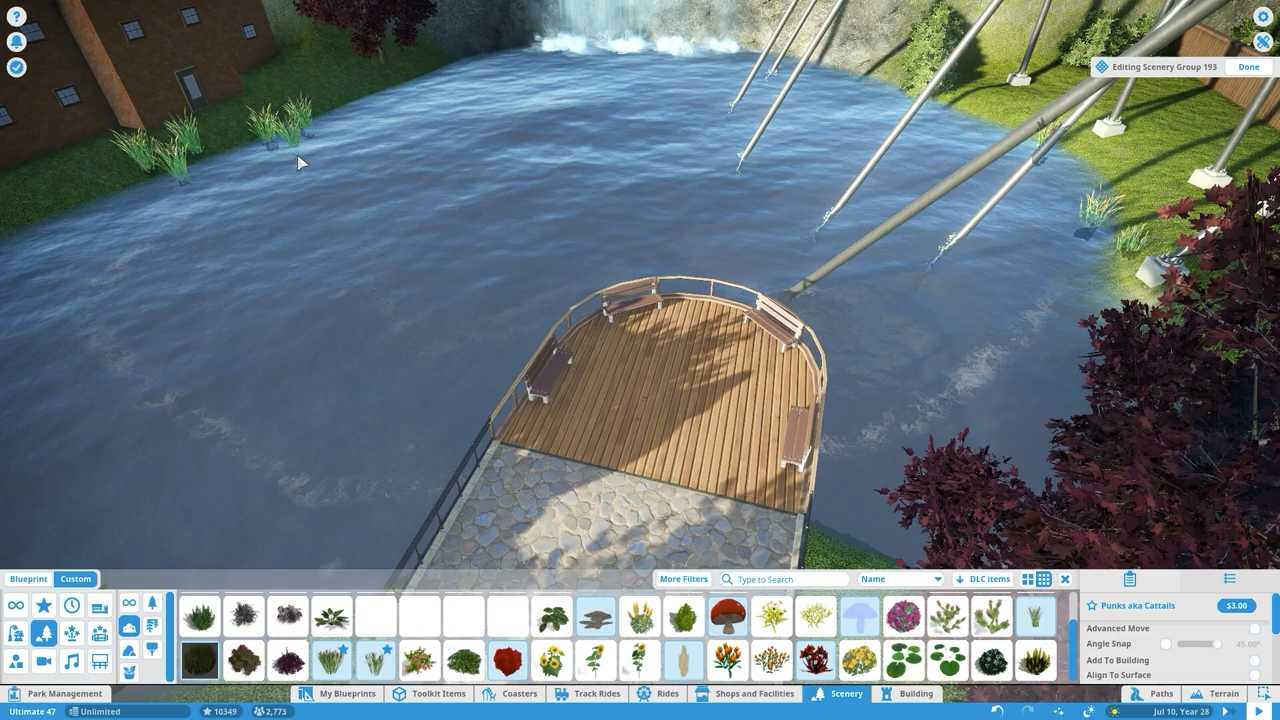 Editing Scenery Group 193 Done
Blueprint Custom More Filters Type to Search Name DLC items
Punks aka Cattails $3.00
Advanced Move
Angle Snap 45.00°
Add To Building
Align To Surface
Park Management My Blueprints Toolkit Items Coasters Track Rides Rides Shops and Facilities Scenery Building Paths Terrain
Ultimate 47 Unlimited 10349 2,773 Jul 10, Year 28